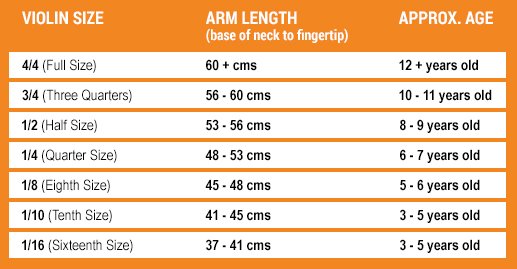 VIOLIN SIZE ARM LENGTH APPROX. AGE
(base of neck to fingertip)
4/4 (Full Size) 60 + cms 12 + years old
3/4 (Three Quarters) 56 - 60 cms 10 - 11 years old
1/2 (Half Size) 53 - 56 cms 8 - 9 years old
1/4 (Quarter Size) 48 - 53 cms 6 - 7 years old
1/8 (Eighth Size) 45 - 48 cms 5 - 6 years old
1/10 (Tenth Size) 41 - 45 cms 3 - 5 years old
1/16 (Sixteenth Size) 37 - 41 cms 3 - 5 years old